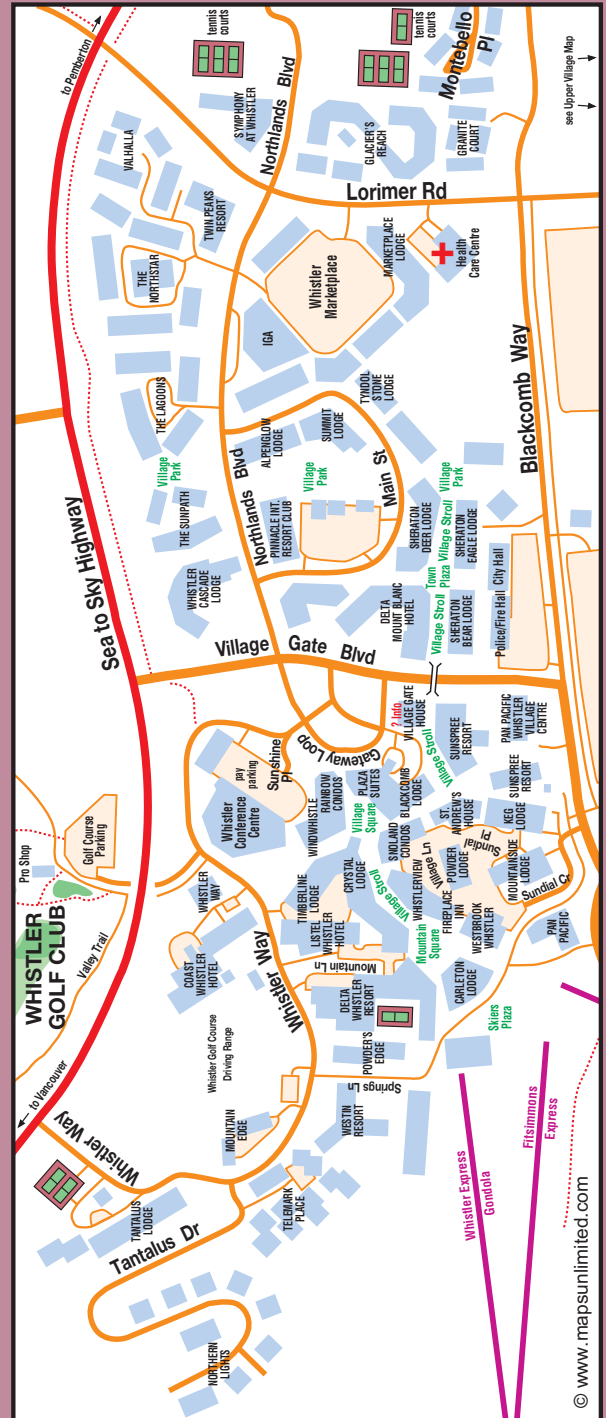 WHISTLER
GOLF CLUB
Pro Shop
Golf Course
Parking
Valley Trail
to Vancouver
Sea to Sky Highway
to Pemberton
Whistler Way
TANTALUS
LODGE
Tantalus Dr
NORTHERN
LIGHTS
TELEMARK
PLACE
MOUNTAIN
EDGE
Whistler Golf Course
Driving Range
COAST
WHISTLER
HOTEL
WHISTLER
WAY
Whistler Way
WESTIN
RESORT
Springs Ln
POWDER'S
EDGE
DELTA
WHISTLER
RESORT
Mountain Ln
LISTEL
WHISTLER
HOTEL
TIMBERLINE
LODGE
CRYSTAL
LODGE
Whistler
Conference
Centre
pay
parking
Sunshine
Pl
WINDWHISTLE
RAINBOW
CONDOS
Village
Square
PLAZA
SUITES
BLACKCOMB
LODGE
Gateway Loop
? Info
VILLAGE GATE
HOUSE
Village Stroll
Village Stroll
SUNSPREE
RESORT
ST.
ANDREW'S
HOUSE
SNOLAND
CONDOS
Village Ln
WHISTLERVIEW
FIREPLACE
INN
POWDER
LODGE
Sundial
Pl
Mountain
Square
WESTBROOK
WHISTLER
MOUNTAINSIDE
LODGE
KEG
LODGE
SUNSPREE
RESORT
PAN PACIFIC
WHISTLER
VILLAGE
CENTRE
Sundial Cr
PAN
PACIFIC
CARLETON
LODGE
Skiers
Plaza
Whistler Express
Gondola
Fitsimmons
Express
Village Gate Blvd
WHISTLER
CASCADE
LODGE
THE SUNPATH
Village
Park
THE LAGOONS
THE
NORTHSTAR
VALHALLA
TWIN PEAKS
RESORT
Northlands Blvd
PINNACLE INT.
RESORT CLUB
ALPENGLOW
LODGE
Village
Park
SUMMIT
LODGE
Main St
TYNDOL
STONE
LODGE
IGA
Whistler
Marketplace
MARKETPLACE
LODGE
Health
Care Centre
DELTA
MOUNT BLANC
HOTEL
SHERATON
DEER LODGE
Village Stroll
Town
Plaza
Village Stroll
Village
Park
SHERATON
BEAR LODGE
SHERATON
EAGLE LODGE
Police/Fire Hall
City Hall
Blackcomb Way
Lorimer Rd
Northlands Blvd
SYMPHONY
AT WHISTLER
tennis
courts
tennis
courts
GLACIER'S
REACH
GRANITE
COURT
Montebello
Pl
see Upper Village Map
© www.mapsunlimited.com